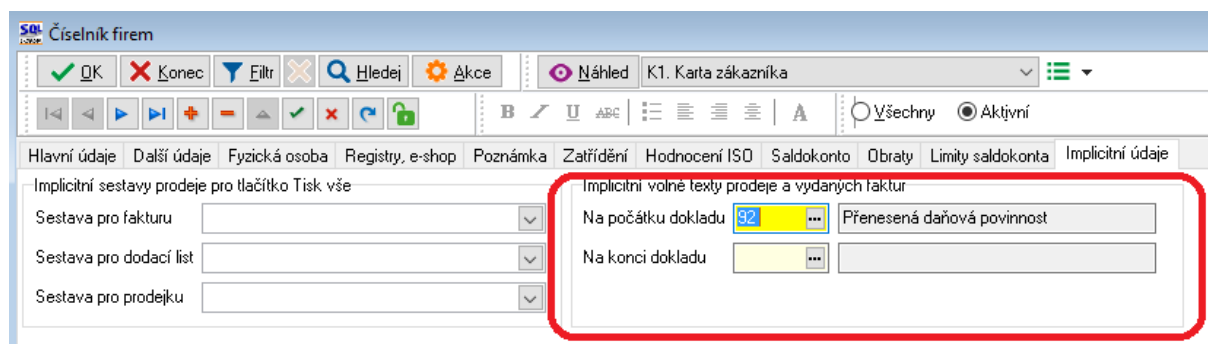 SQL Číselník firem
OK Konec Filtr Hledej Akce Náhled K1. Karta zákazníka
B I U ABC A Všechny Aktivní
Hlavní údaje Další údaje Fyzická osoba Registry, e-shop Poznámka Zatřídění Hodnocení ISO Saldokonto Obraty Limity saldokonta Implicitní údaje
Implicitní sestavy prodeje pro tlačítko Tisk vše Implicitní volné texty prodeje a vydaných faktur
Sestava pro fakturu Na počátku dokladu 92 ... Přenesená daňová povinnost
Sestava pro dodací list Na konci dokladu ...
Sestava pro prodejku